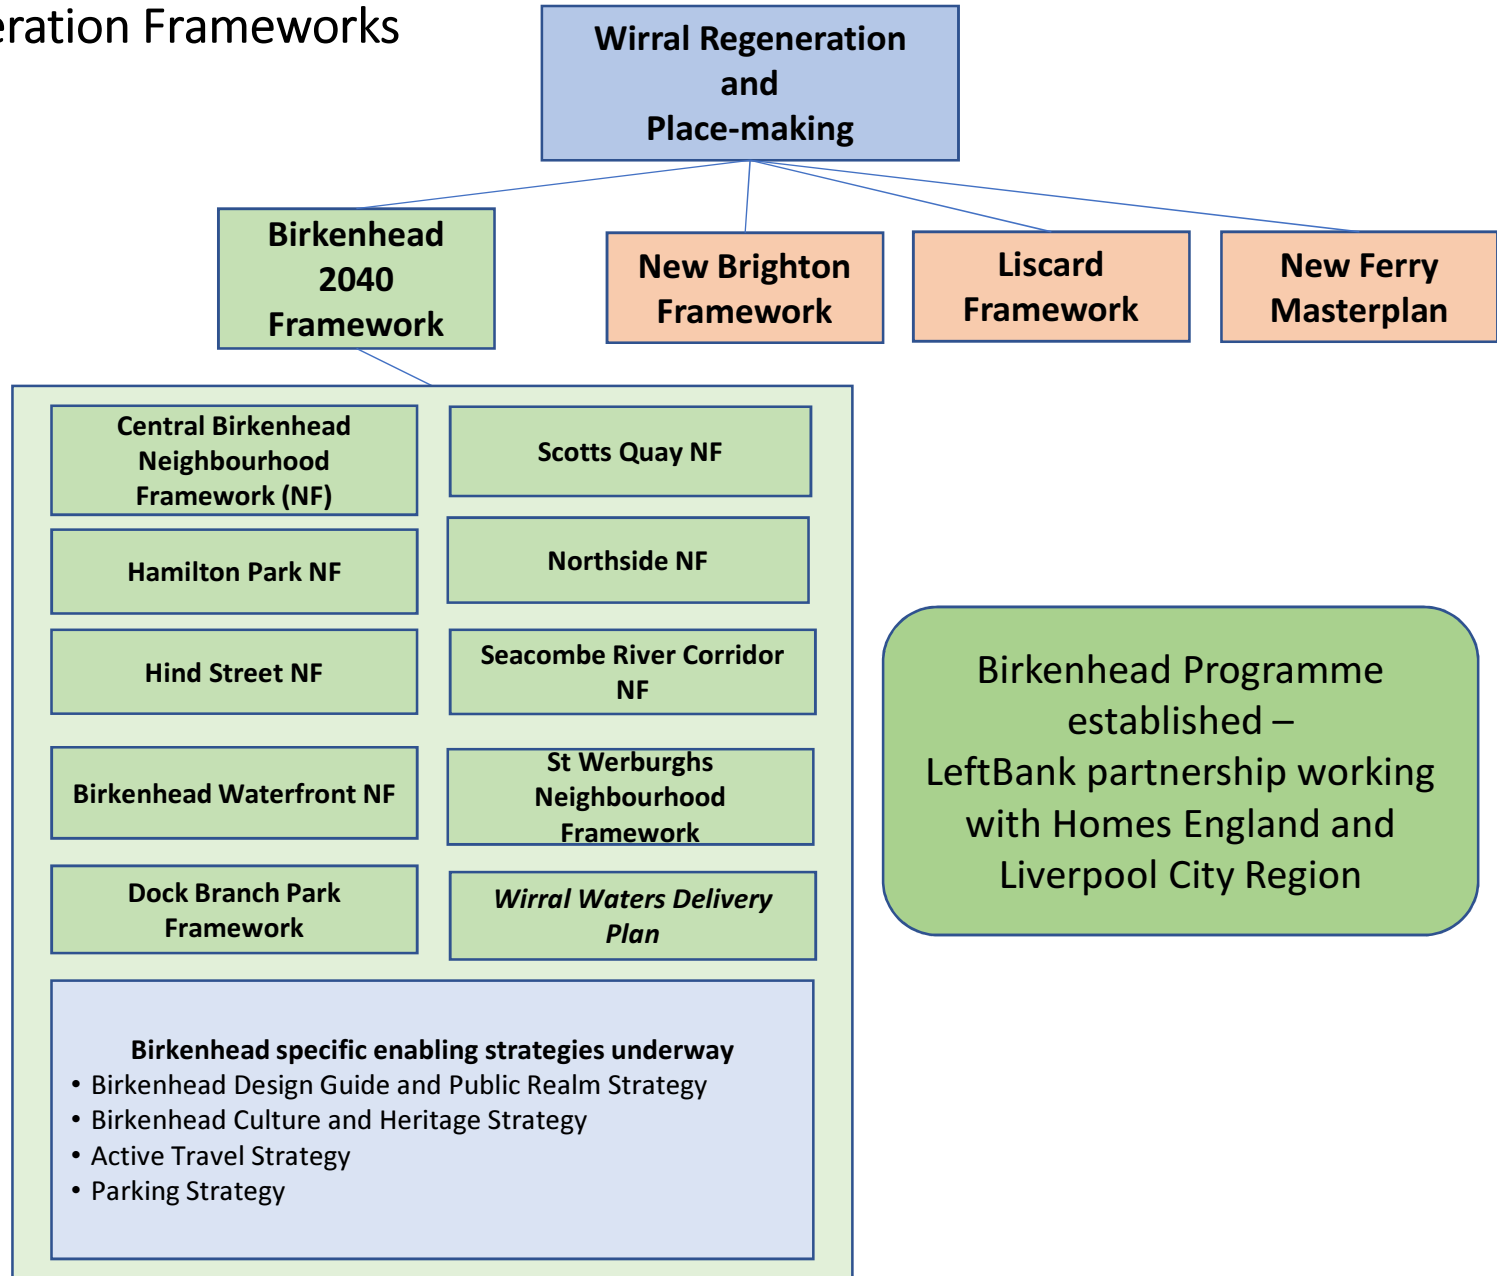 eration Frameworks
Wirral Regeneration
and
Place-making
Birkenhead
2040
Framework
New Brighton
Framework
Liscard
Framework
New Ferry
Masterplan
Central Birkenhead
Neighbourhood
Framework (NF)
Scotts Quay NF
Hamilton Park NF
Northside NF
Hind Street NF
Seacombe River Corridor
NF
Birkenhead Waterfront NF
St Werburghs
Neighbourhood
Framework
Dock Branch Park
Framework
Wirral Waters Delivery
Plan
Birkenhead specific enabling strategies underway
• Birkenhead Design Guide and Public Realm Strategy
• Birkenhead Culture and Heritage Strategy
• Active Travel Strategy
• Parking Strategy
Birkenhead Programme
established –
LeftBank partnership working
with Homes England and
Liverpool City Region